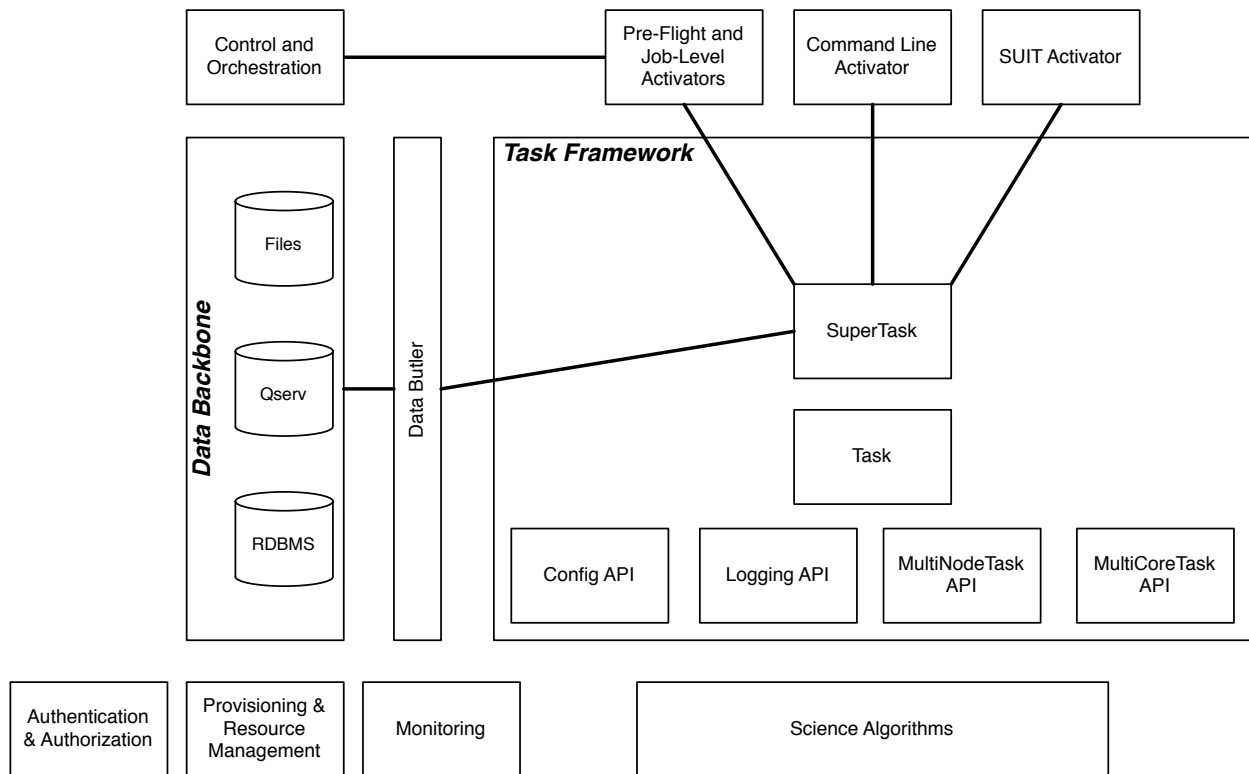 Control and
Orchestration
Pre-Flight and
Job-Level
Activators
Command Line
Activator
SUIT Activator
Data Backbone
Files
Qserv
RDBMS
Data Butler
Task Framework
SuperTask
Task
Config API
Logging API
MultiNodeTask
API
MultiCoreTask
API
Authentication
& Authorization
Provisioning &
Resource
Management
Monitoring
Science Algorithms